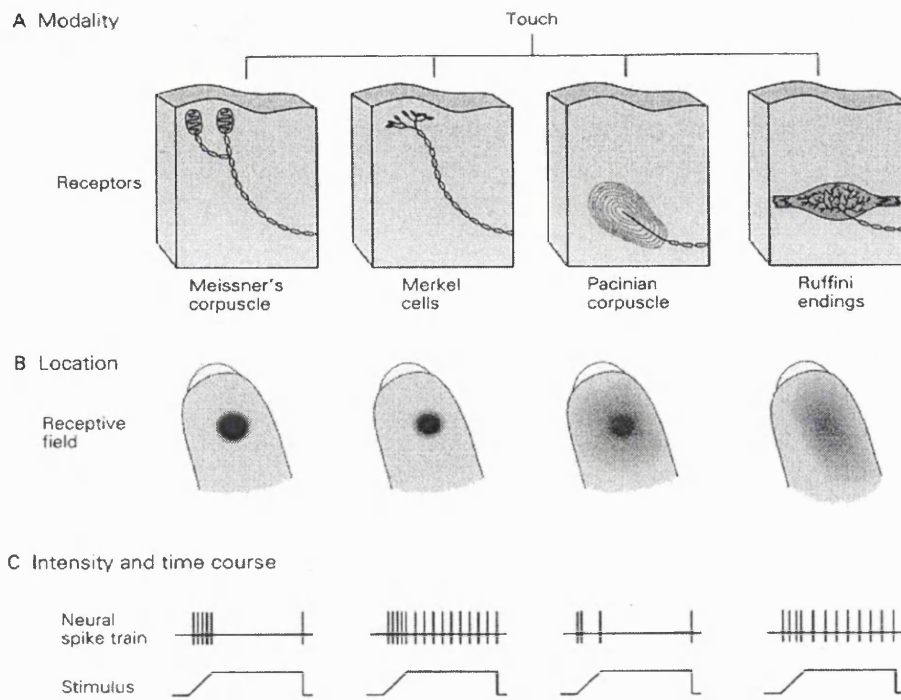 A Modality
Touch
Receptors
Meissner's
corpuscle
Merkel
cells
Pacinian
corpuscle
Ruffini
endings
B Location
Receptive
field
C Intensity and time course
Neural
spike train
Stimulus